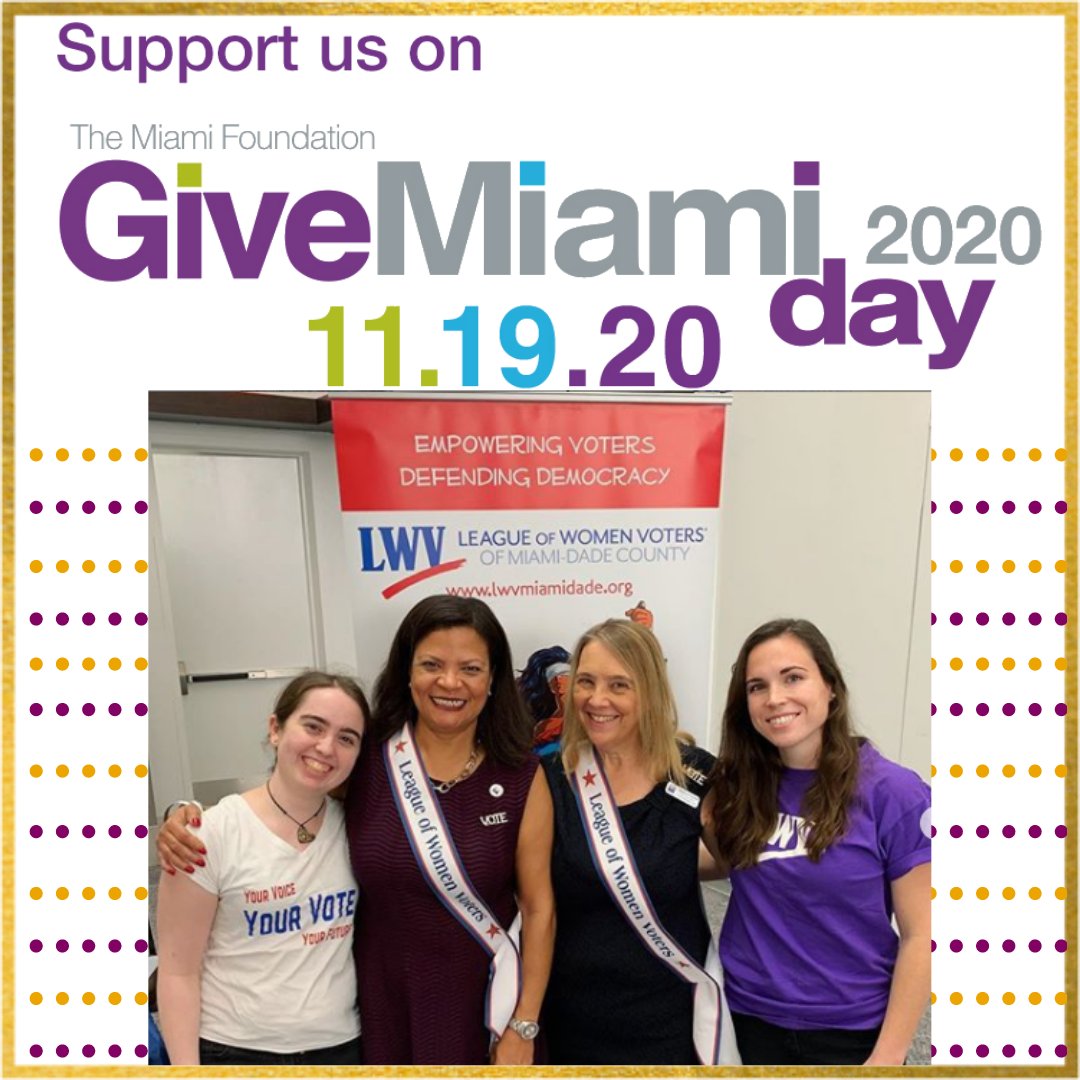 Support us on
The Miami Foundation
GiveMiami
day 2020
11.19.20
EMPOWERING VOTERS
DEFENDING DEMOCRACY
LWV LEAGUE OF WOMEN VOTERS®
OF MIAMI-DADE COUNTY
www.lwvmiamidade.org
YOUR VOICE
YOUR VOTE
YOUR FUTURE
League of Women Voters
VOTE
League of Women Voters
VOTE
LWV